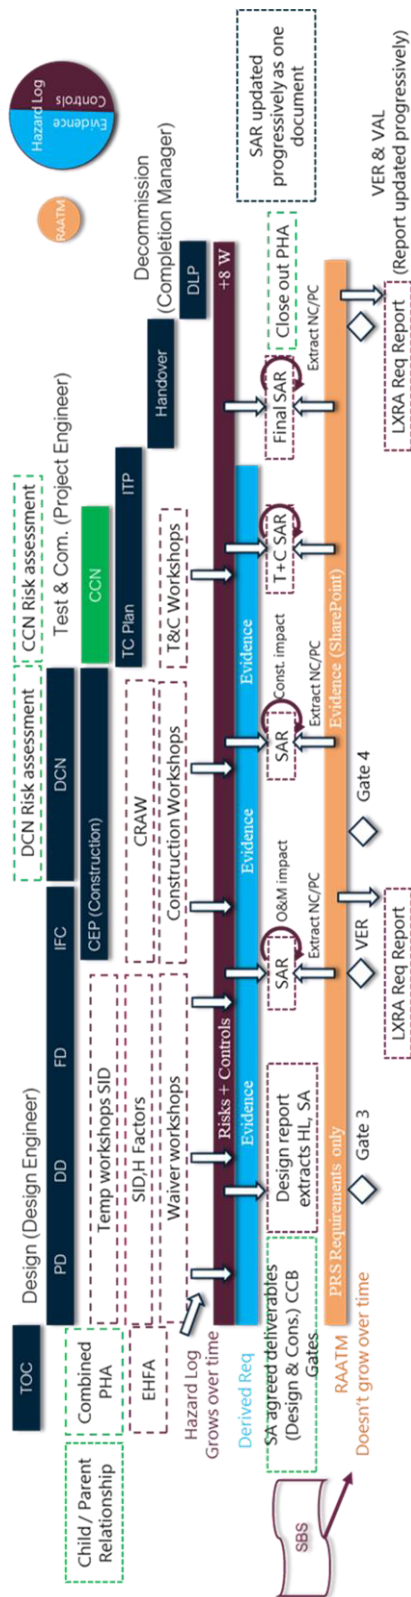 TOC
Design (Design Engineer)
PD
DD
FD
IFC
DCN
DCN Risk assessment
CCN Risk assessment
Test & Com. (Project Engineer)
CEP (Construction)
CCN
TC Plan
ITP
Handover
Decommission
(Completion Manager)
DLP
RAATM
Hazard Log
Controls
Evidence
Child / Parent
Relationship
Combined
PHA
EHFA
Temp workshops SID
SID,H Factors
Waiver workshops
CRAW
Construction Workshops
T&C Workshops
Hazard Log
Grows over time
Risks + Controls
+8 W
Derived Req
Evidence
Evidence
Evidence
SA agreed deliverables
(Design & Cons.) CCB
Gates
Design report
extracts HL, SA
SAR
O&M impact
Extract NC/PC
SAR
Const. impact
Extract NC/PC
T+C SAR
Final SAR
Extract NC/PC
Close out PHA
SAR updated
progressively as one
document
SBS
RAATM
Doesn't grow over time
PRS Requirements only
Evidence (SharePoint)
Gate 3
VER
Gate 4
LXRA Req Report
VER & VAL
(Report updated progressively)
LXRA Req Report